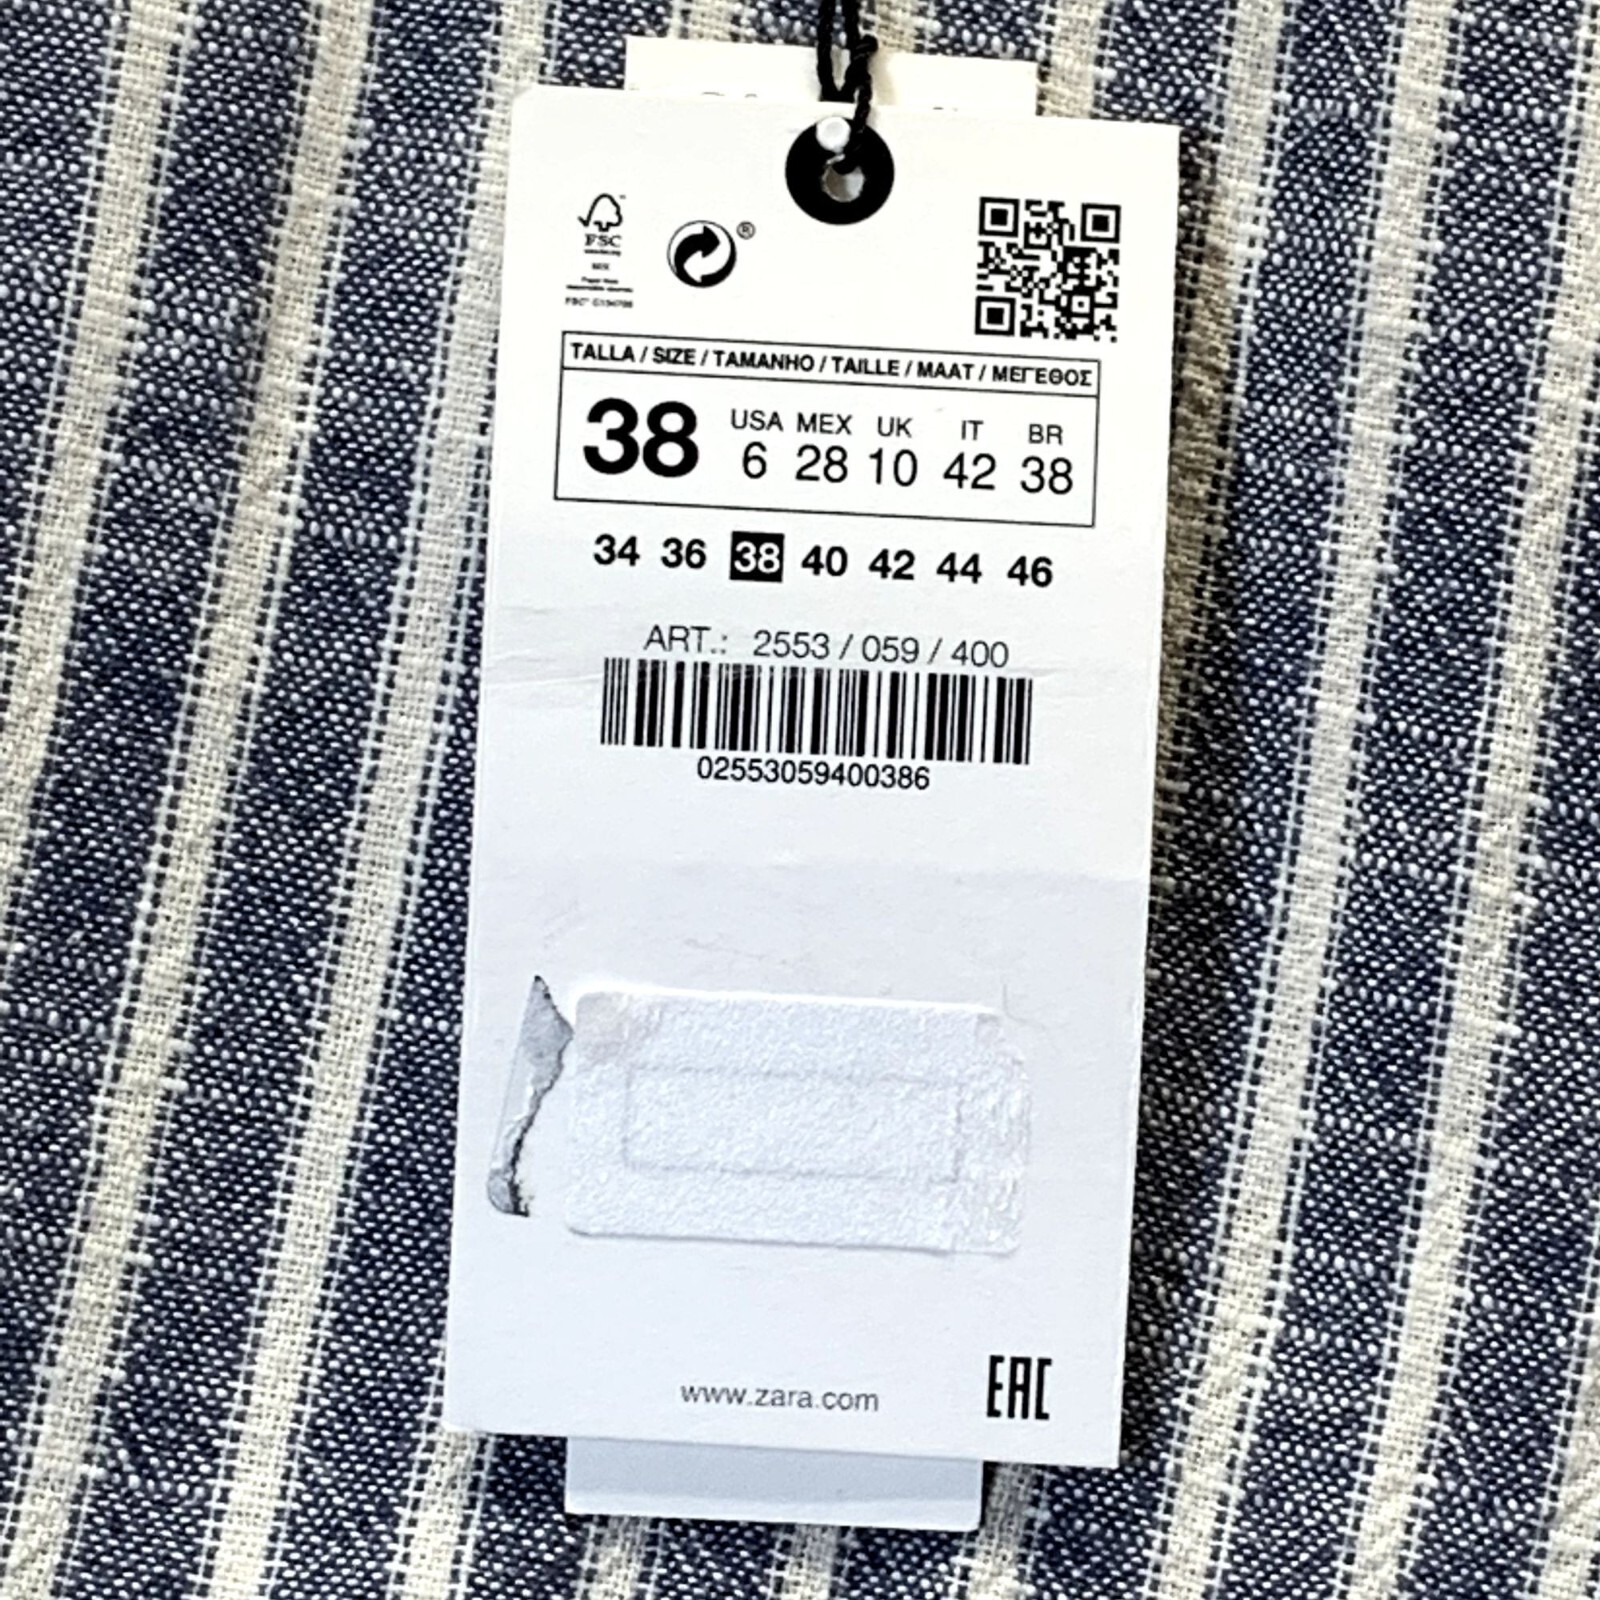 FSC
®
TALLA / SIZE / TAMANHO / TAILLE / MAAT / ΜΕΓΕΘΟΣ
38
USA MEX UK IT BR
6 28 10 42 38
34 36 38 40 42 44 46
ART.: 2553 / 059 / 400
02553059400386
www.zara.com
EAC